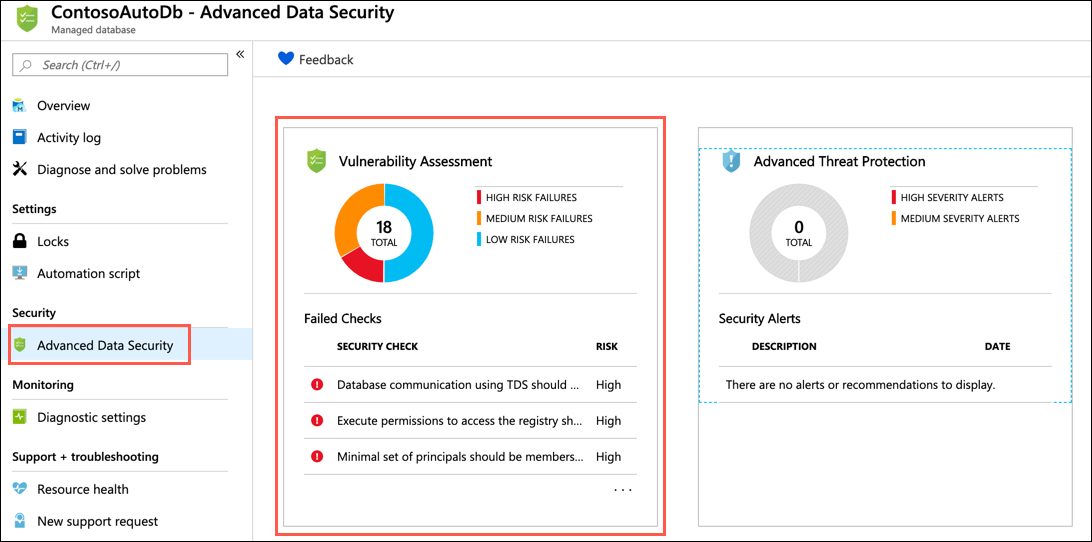 ContosoAutoDb - Advanced Data Security
Managed database
Search (Ctrl+/)
«
Overview
Activity log
Diagnose and solve problems
Settings
Locks
Automation script
Security
Advanced Data Security
Monitoring
Diagnostic settings
Support + troubleshooting
Resource health
New support request
Feedback
Vulnerability Assessment
18
TOTAL
HIGH RISK FAILURES
MEDIUM RISK FAILURES
LOW RISK FAILURES
Failed Checks
SECURITY CHECK RISK
Database communication using TDS should ... High
Execute permissions to access the registry sh... High
Minimal set of principals should be members... High
...
Advanced Threat Protection
0
TOTAL
HIGH SEVERITY ALERTS
MEDIUM SEVERITY ALERTS
Security Alerts
DESCRIPTION DATE
There are no alerts or recommendations to display.